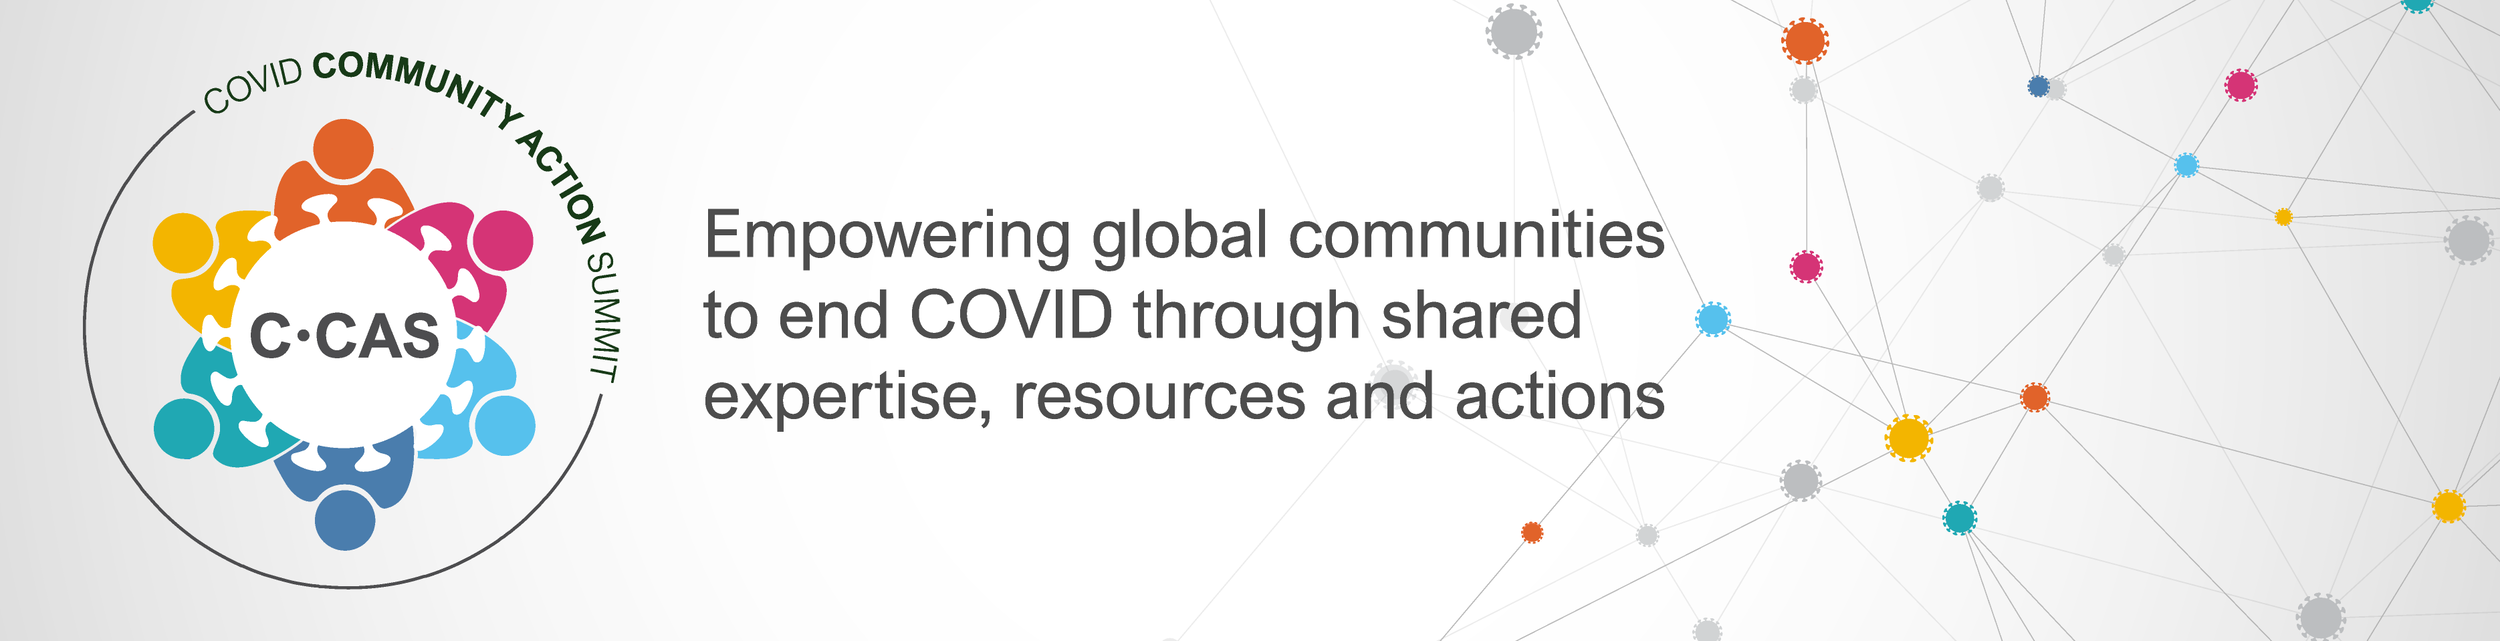 COVID COMMUNITY ACTION SUMMIT
C•CAS
Empowering global communities
to end COVID through shared
expertise, resources and actions